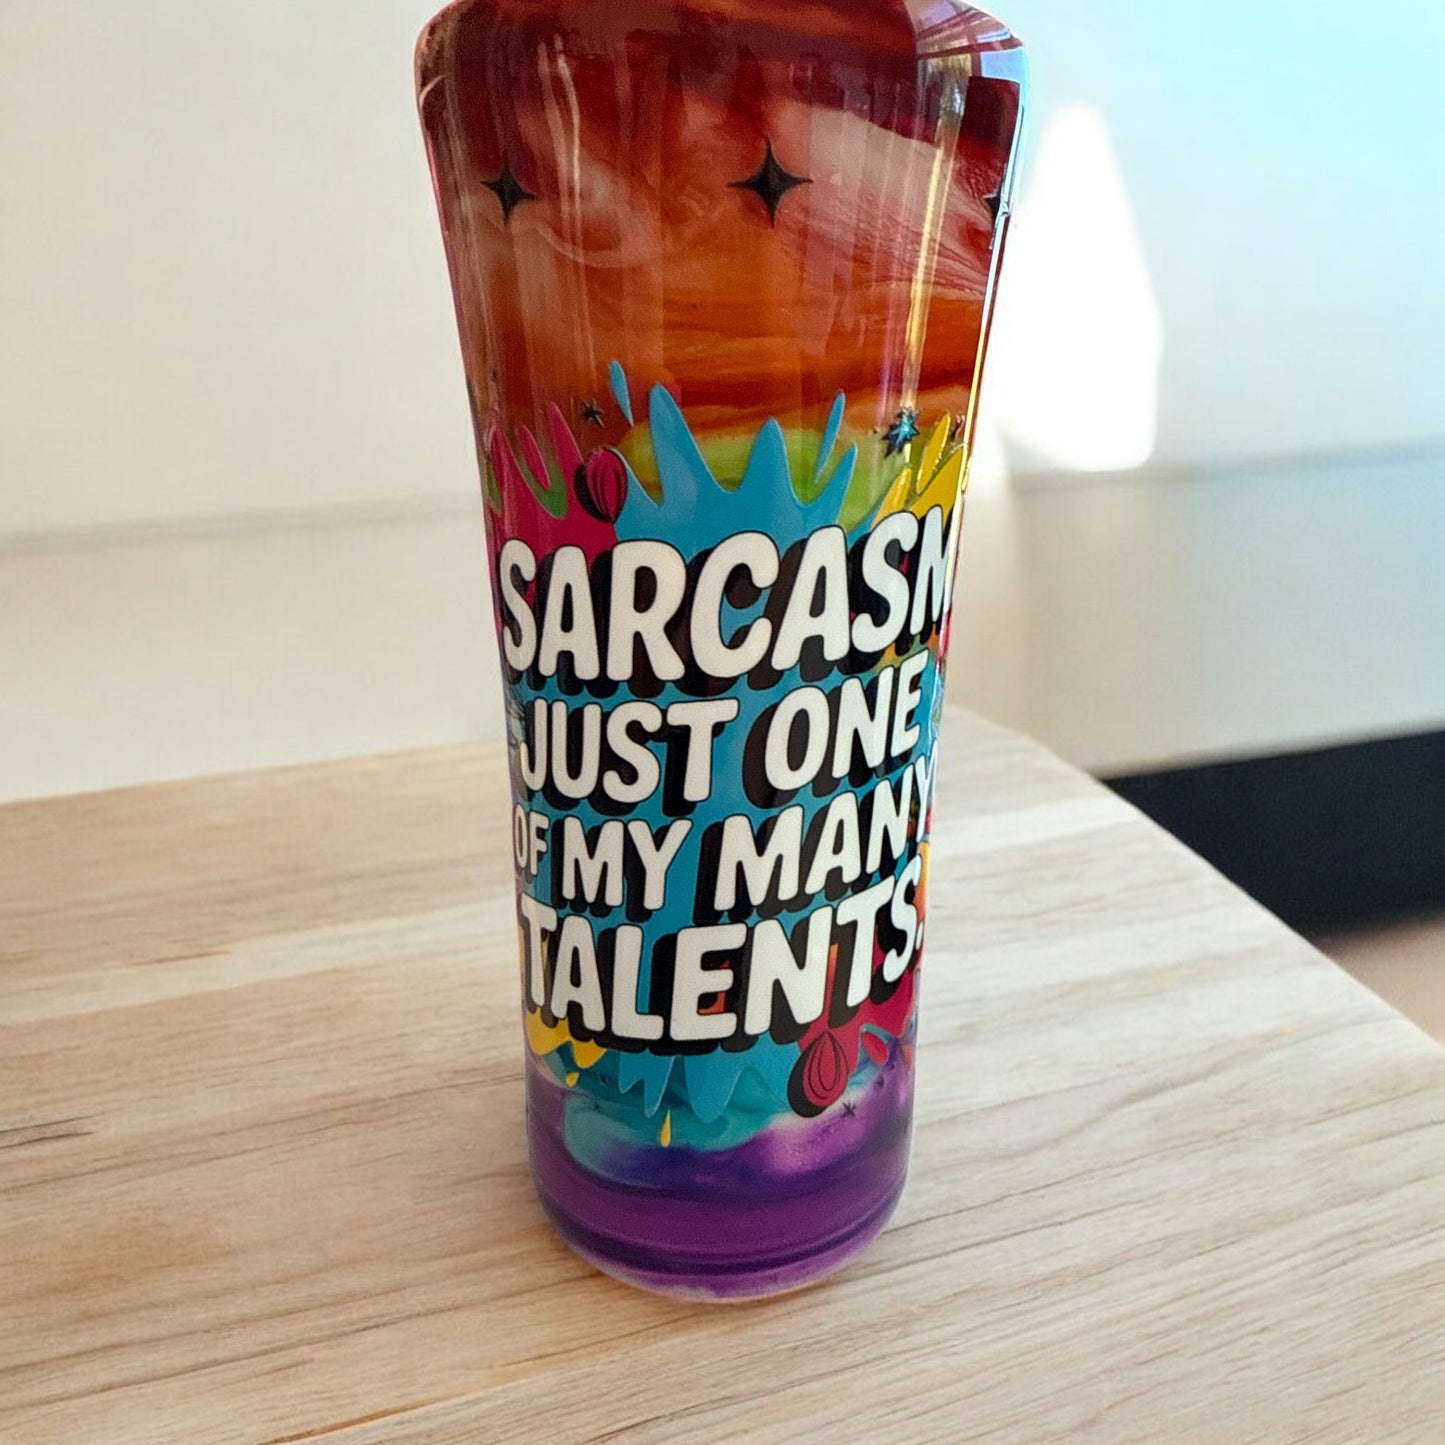 SARCASM
JUST ONE
OF MY MANY
TALENTS.